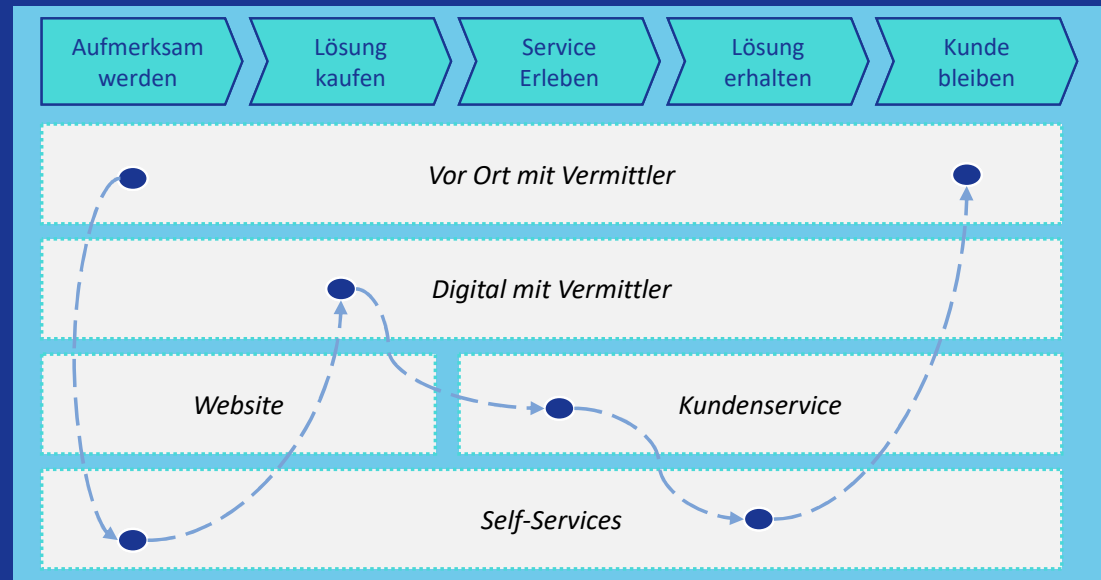 Aufmerksam
werden
Lösung
kaufen
Service
Erleben
Lösung
erhalten
Kunde
bleiben
Vor Ort mit Vermittler
Digital mit Vermittler
Website
Kundenservice
Self-Services